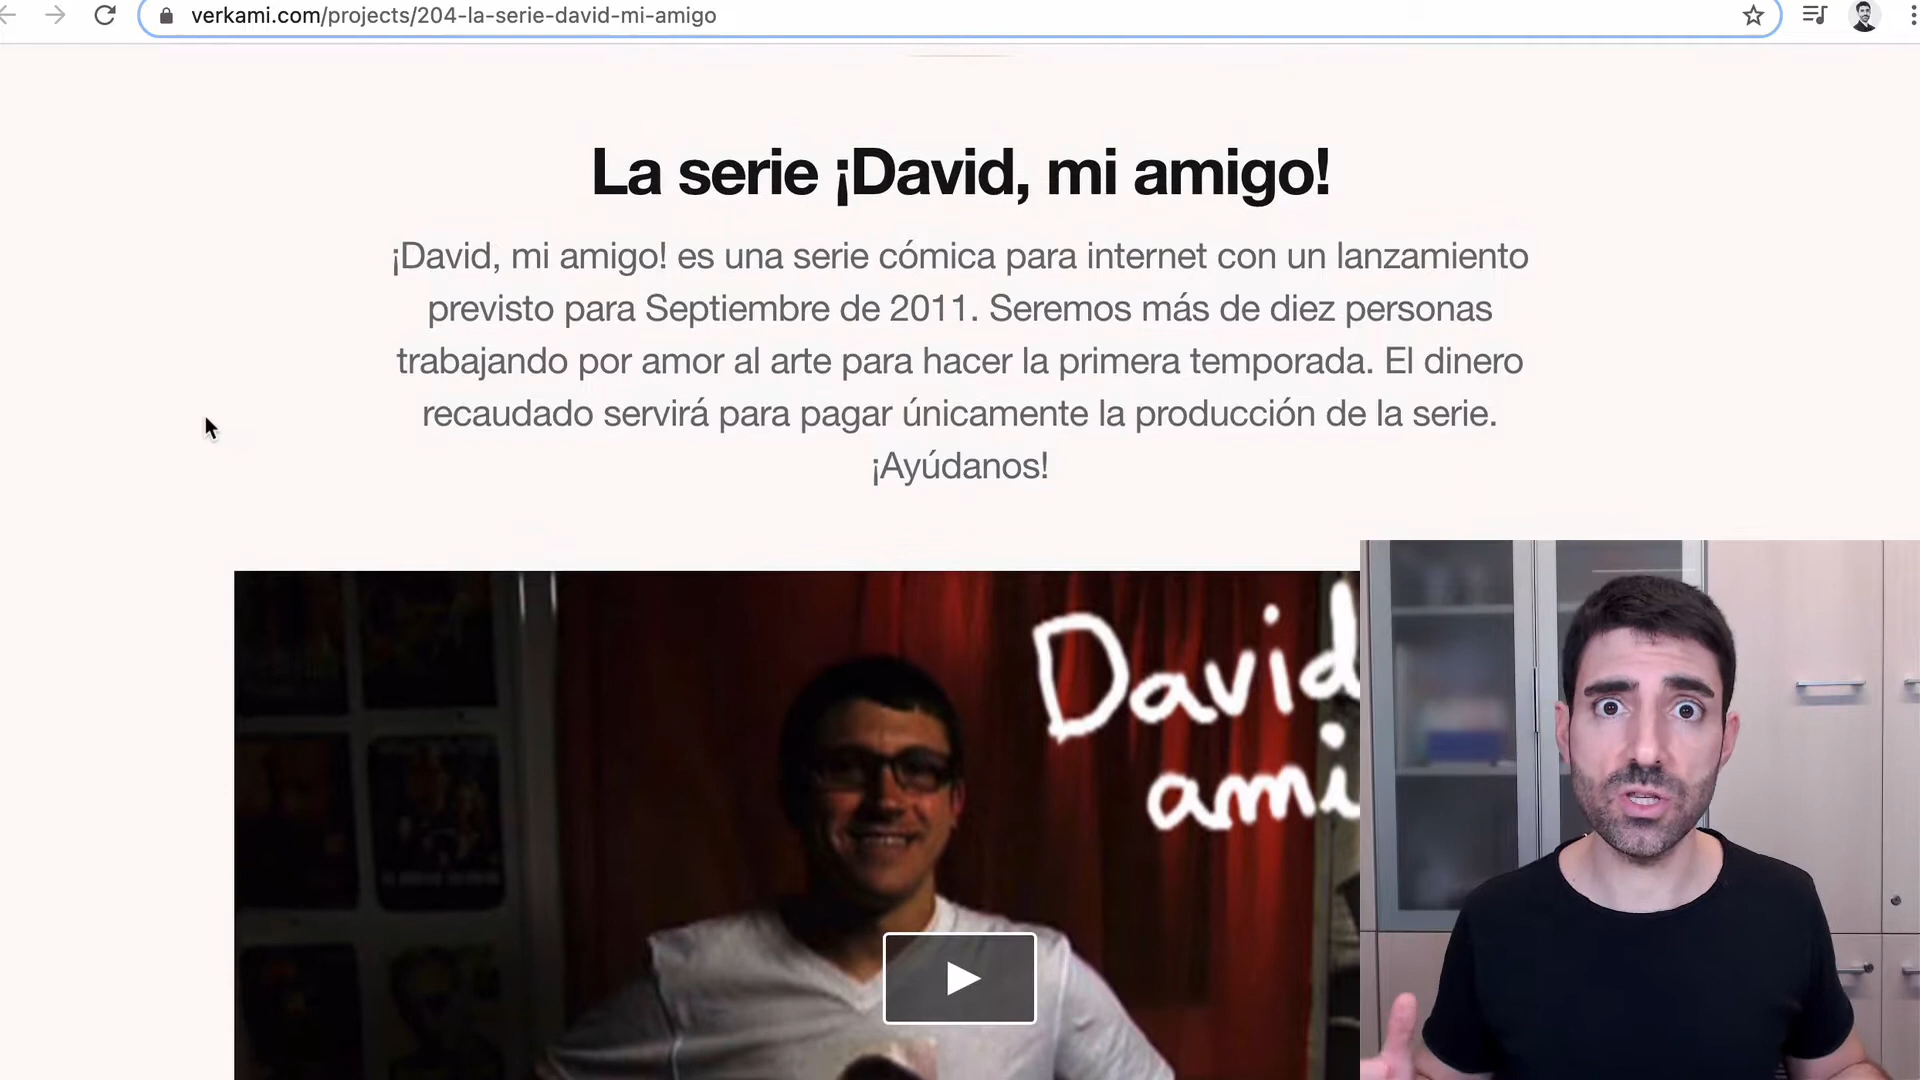 verkami.com/projects/204-la-serie-david-mi-amigo
La serie ¡David, mi amigo!
¡David, mi amigo! es una serie cómica para internet con un lanzamiento
previsto para Septiembre de 2011. Seremos más de diez personas
trabajando por amor al arte para hacer la primera temporada. El dinero
recaudado servirá para pagar únicamente la producción de la serie.
¡Ayúdanos!
David
ami